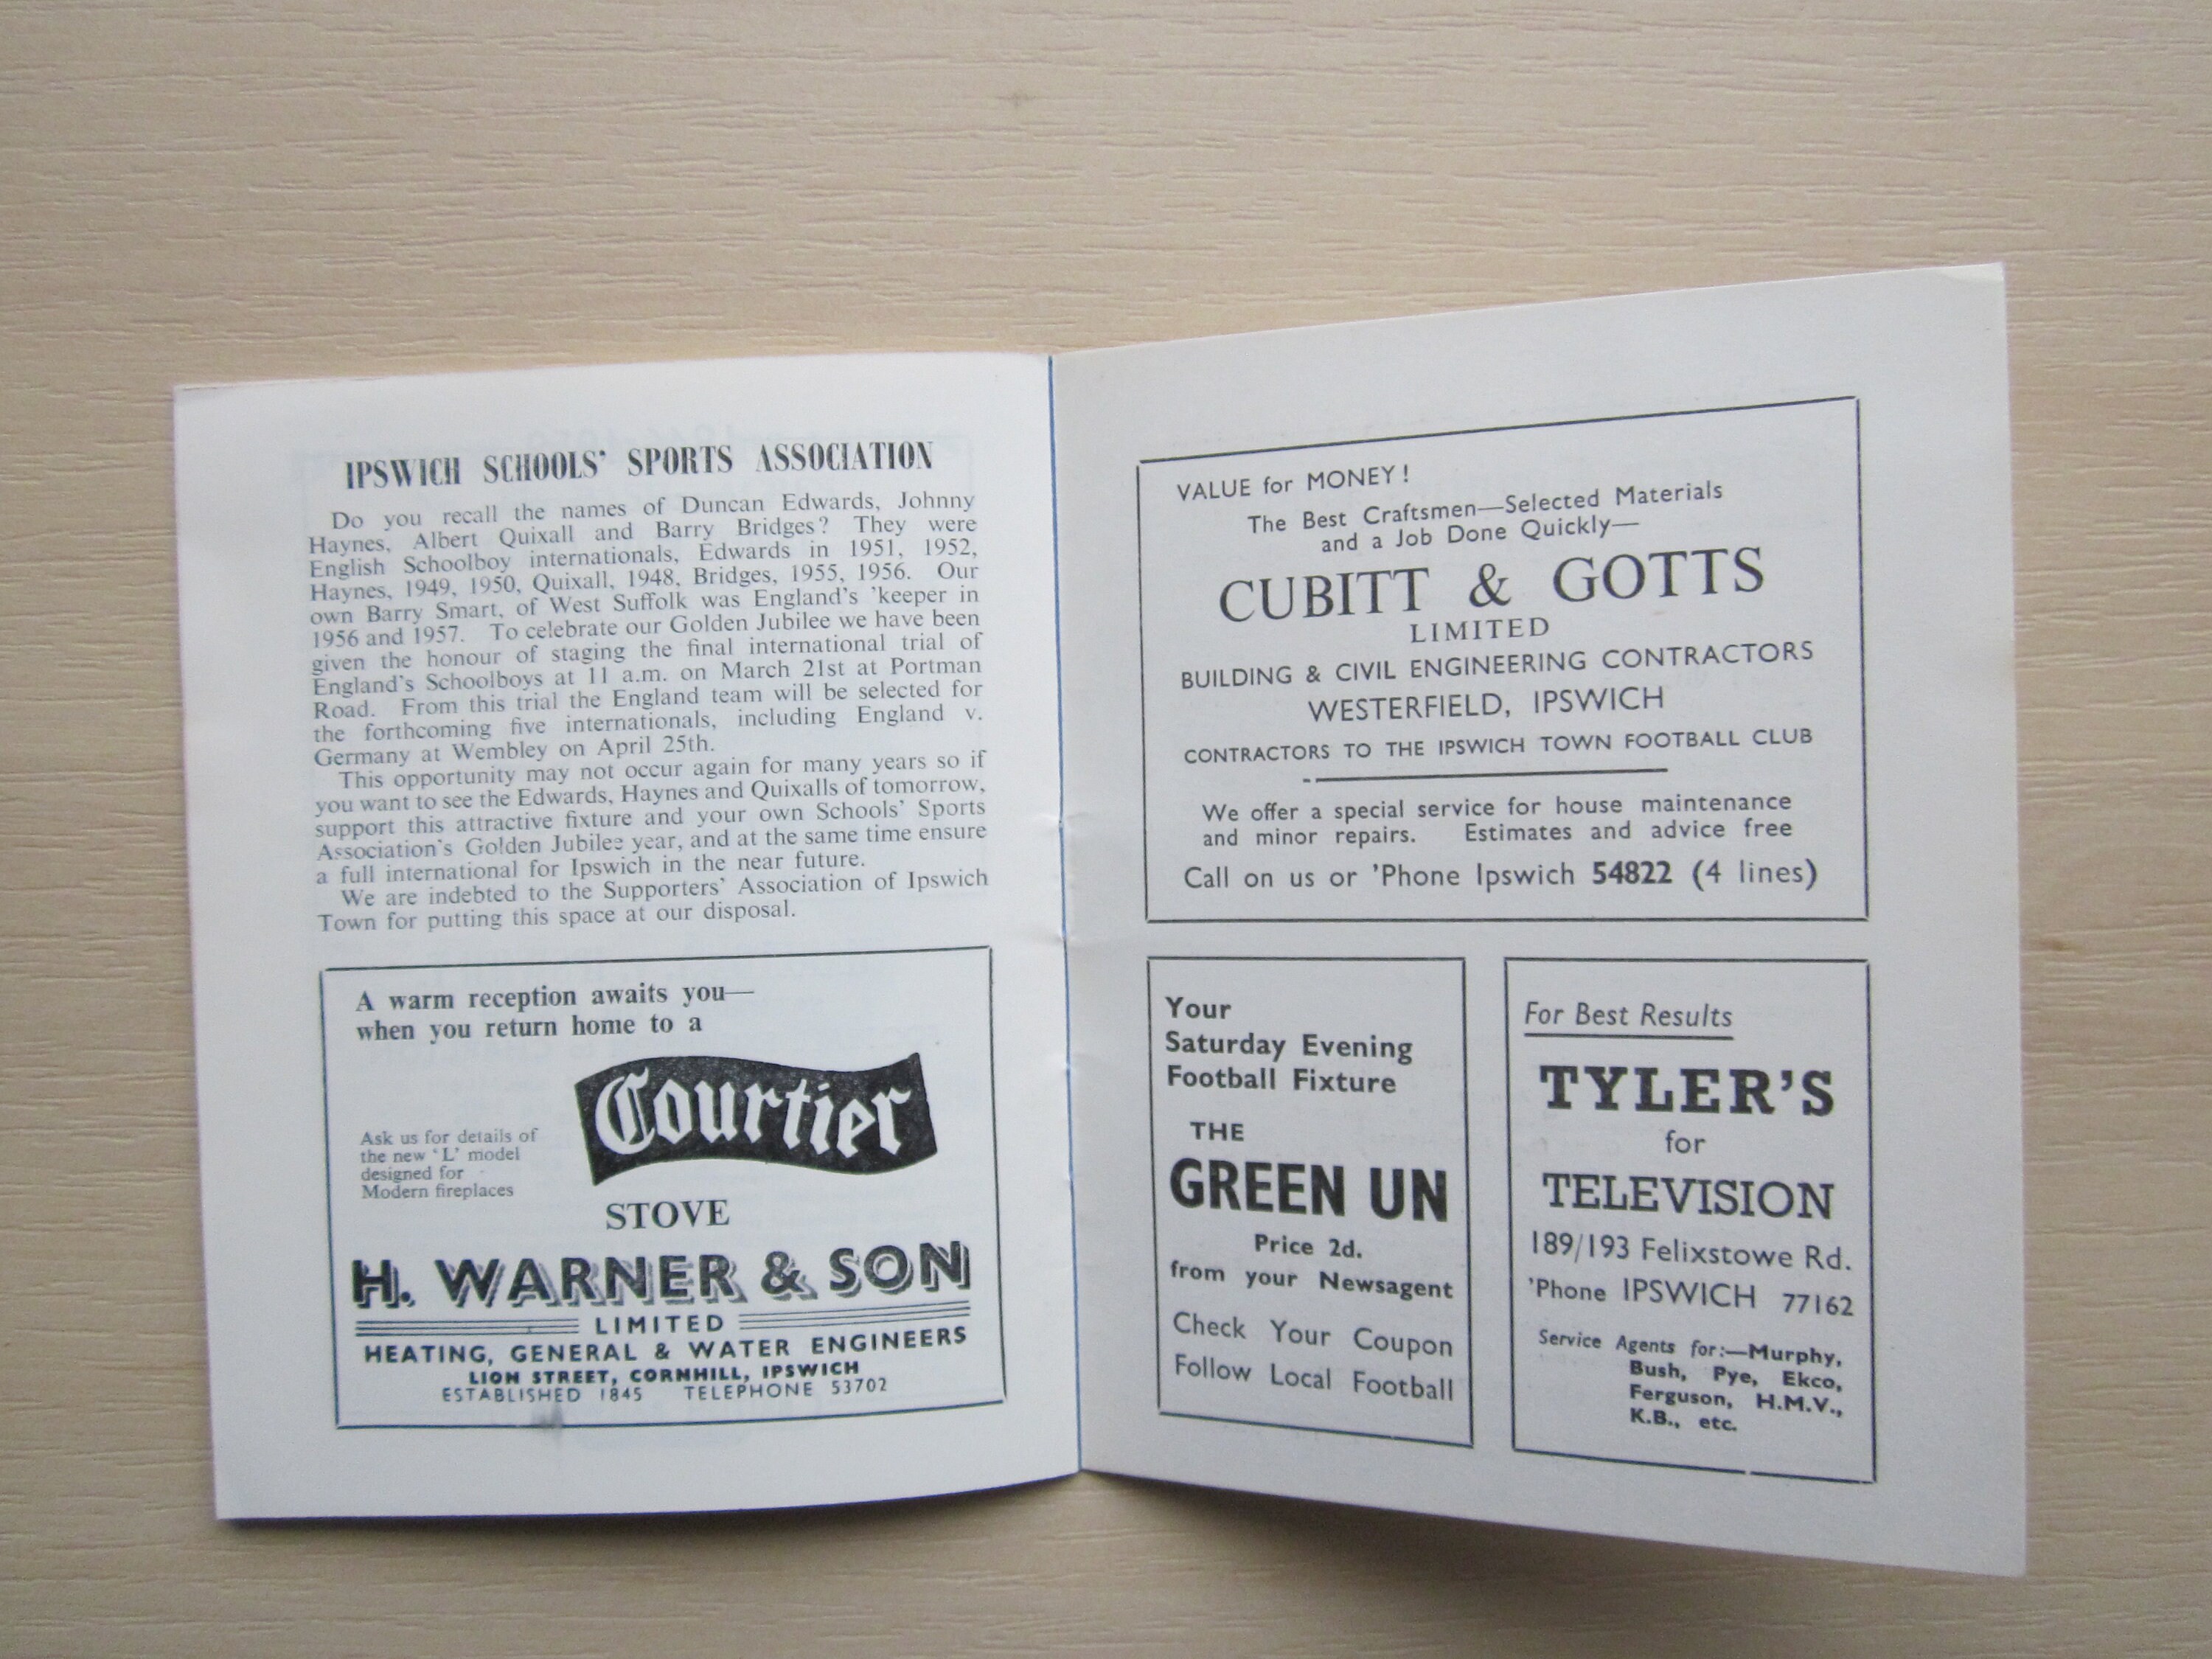 IPSWICH SCHOOLS' SPORTS ASSOCIATION
Do you recall the names of Duncan Edwards, Johnny
Haynes, Albert Quixall and Barry Bridges? They were
English Schoolboy internationals, Edwards in 1951, 1952,
Haynes, 1949, 1950, Quixall, 1948, Bridges, 1955, 1956. Our
own Barry Smart, of West Suffolk was England's 'keeper in
1956 and 1957. To celebrate our Golden Jubilee we have been
given the honour of staging the final international trial of
England's Schoolboys at 11 a.m. on March 21st at Portman
Road. From this trial the England team will be selected for
the forthcoming five internationals, including England v.
Germany at Wembley on April 25th.
This opportunity may not occur again for many years so if
you want to see the Edwards, Haynes and Quixalls of tomorrow,
support this attractive fixture and your own Schools' Sports
Association's Golden Jubilee year, and at the same time ensure
a full international for Ipswich in the near future.
We are indebted to the Supporters' Association of Ipswich
Town for putting this space at our disposal.
A warm reception awaits you—
when you return home to a
Courtier
Ask us for details of
the new 'L' model
designed for
Modern fireplaces
STOVE
H. WARNER & SON
LIMITED
HEATING, GENERAL & WATER ENGINEERS
LION STREET, CORNHILL, IPSWICH
ESTABLISHED 1845 TELEPHONE 53702
VALUE for MONEY!
The Best Craftsmen—Selected Materials
and a Job Done Quickly—
CUBITT & GOTTS
LIMITED
BUILDING & CIVIL ENGINEERING CONTRACTORS
WESTERFIELD, IPSWICH
CONTRACTORS TO THE IPSWICH TOWN FOOTBALL CLUB
We offer a special service for house maintenance
and minor repairs. Estimates and advice free
Call on us or 'Phone Ipswich 54822 (4 lines)
Your
Saturday Evening
Football Fixture
THE
GREEN UN
Price 2d.
from your Newsagent
Check Your Coupon
Follow Local Football
For Best Results
TYLER'S
for
TELEVISION
189/193 Felixstowe Rd.
'Phone IPSWICH 77162
Service Agents for:—Murphy,
Bush, Pye, Ekco,
Ferguson, H.M.V.,
K.B., etc.